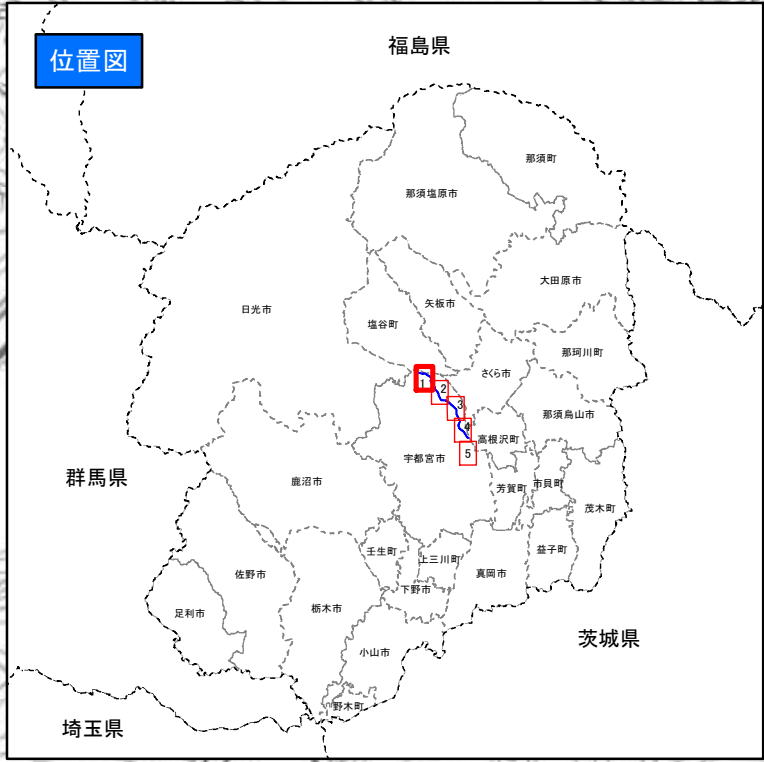 福島県
位置図
那須町
那須塩原市
大田原市
日光市
矢板市
塩谷町
那珂川町
さくら市
1
2
3
那須烏山市
4
高根沢町
5
宇都宮市
群馬県
鹿沼市
芳賀町
市貝町
茂木町
壬生町
上三川町
益子町
佐野市
真岡市
下野市
足利市
栃木市
茨城県
小山市
野木町
埼玉県